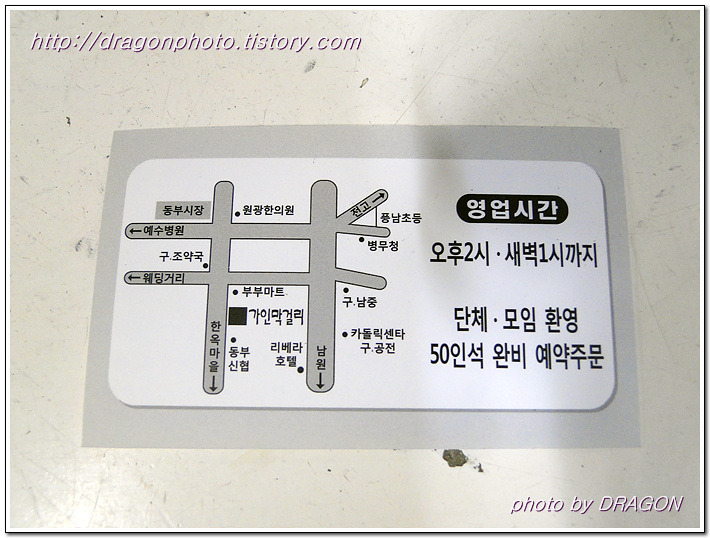 http://dragonphoto.tistory.com
동부시장
원광한의원
전고→
풍남초등
←예수병원
병무청
구.조약국
←웨딩거리
부부마트
구.남중
가인막걸리
한옥마을→
동부
신협
리베라
호텔
남원→
카돌릭센타
구.공전
영업시간
오후2시·새벽1시까지
단체·모임 환영
50인석 완비 예약주문
photo by DRAGON